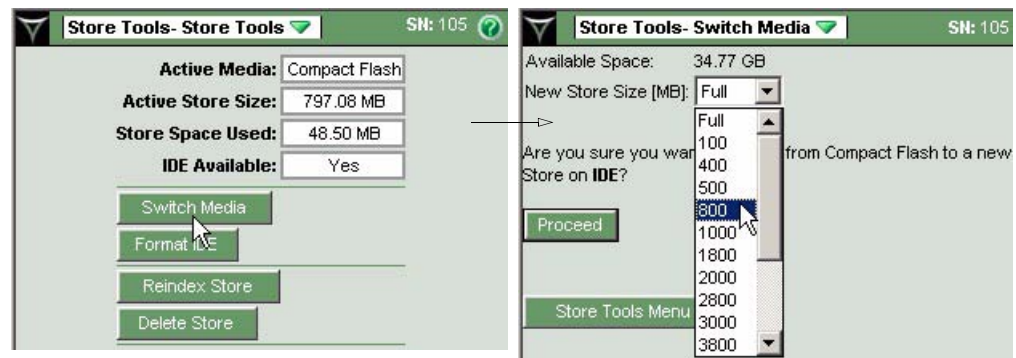 Store Tools- Store Tools
SN: 105 ?
Active Media: Compact Flash
Active Store Size: 797.08 MB
Store Space Used: 48.50 MB
IDE Available: Yes
Switch Media
Format IDE
Reindex Store
Delete Store
Store Tools- Switch Media
SN: 105
Available Space: 34.77 GB
New Store Size [MB]: Full
Full
100
400
500
800
1000
1800
2000
2800
3000
3800
Are you sure you from Compact Flash to a new
Store on IDE?
Proceed
Store Tools Menu